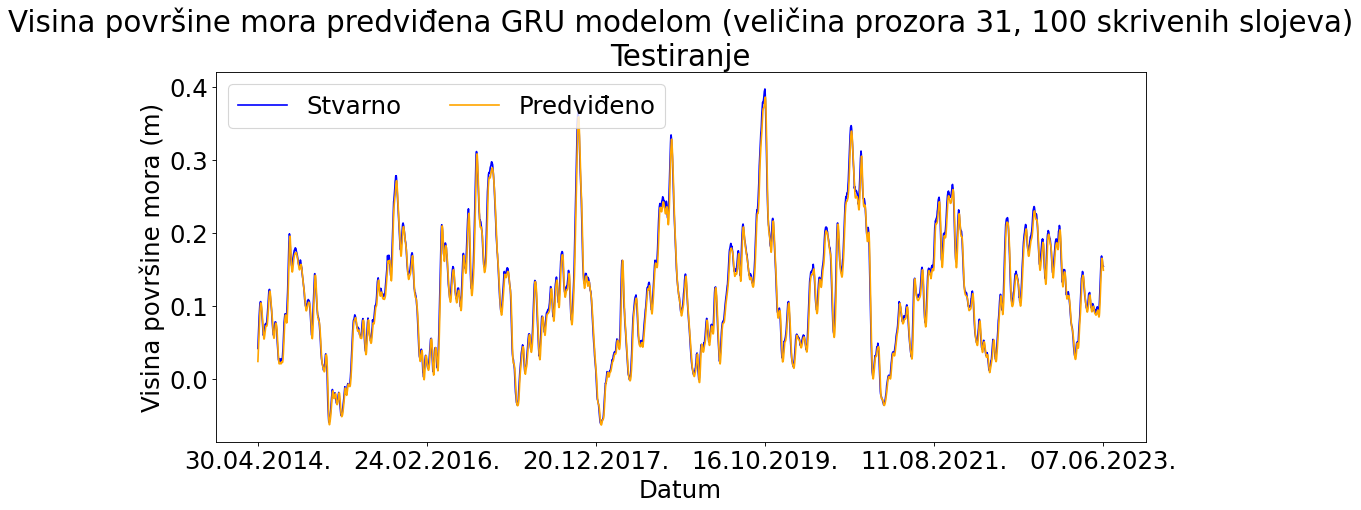 Visina površine mora predviđena GRU modelom (veličina prozora 31, 100 skrivenih slojeva)
Testiranje
Stvarno Predviđeno
Visina površine mora (m)
0.4
0.3
0.2
0.1
0.0
30.04.2014. 24.02.2016. 20.12.2017. 16.10.2019. 11.08.2021. 07.06.2023.
Datum